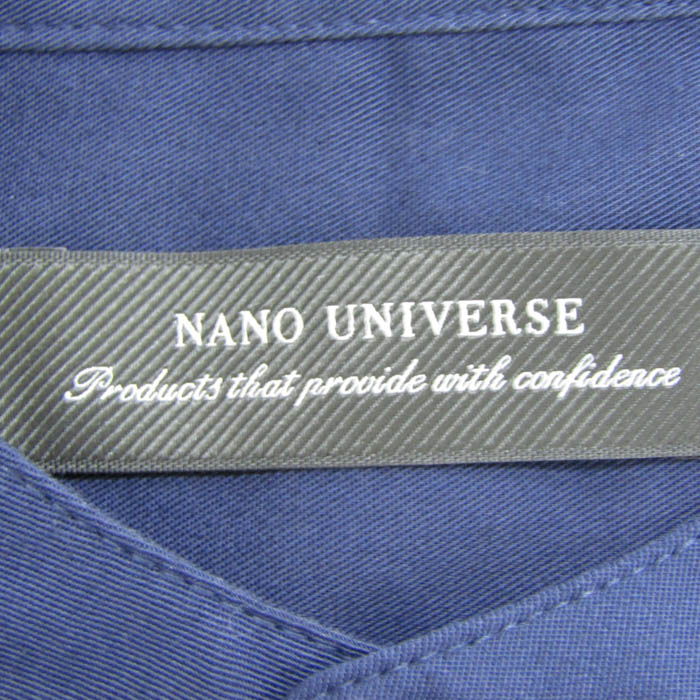 NANO UNIVERSE
Products that provide with confidence